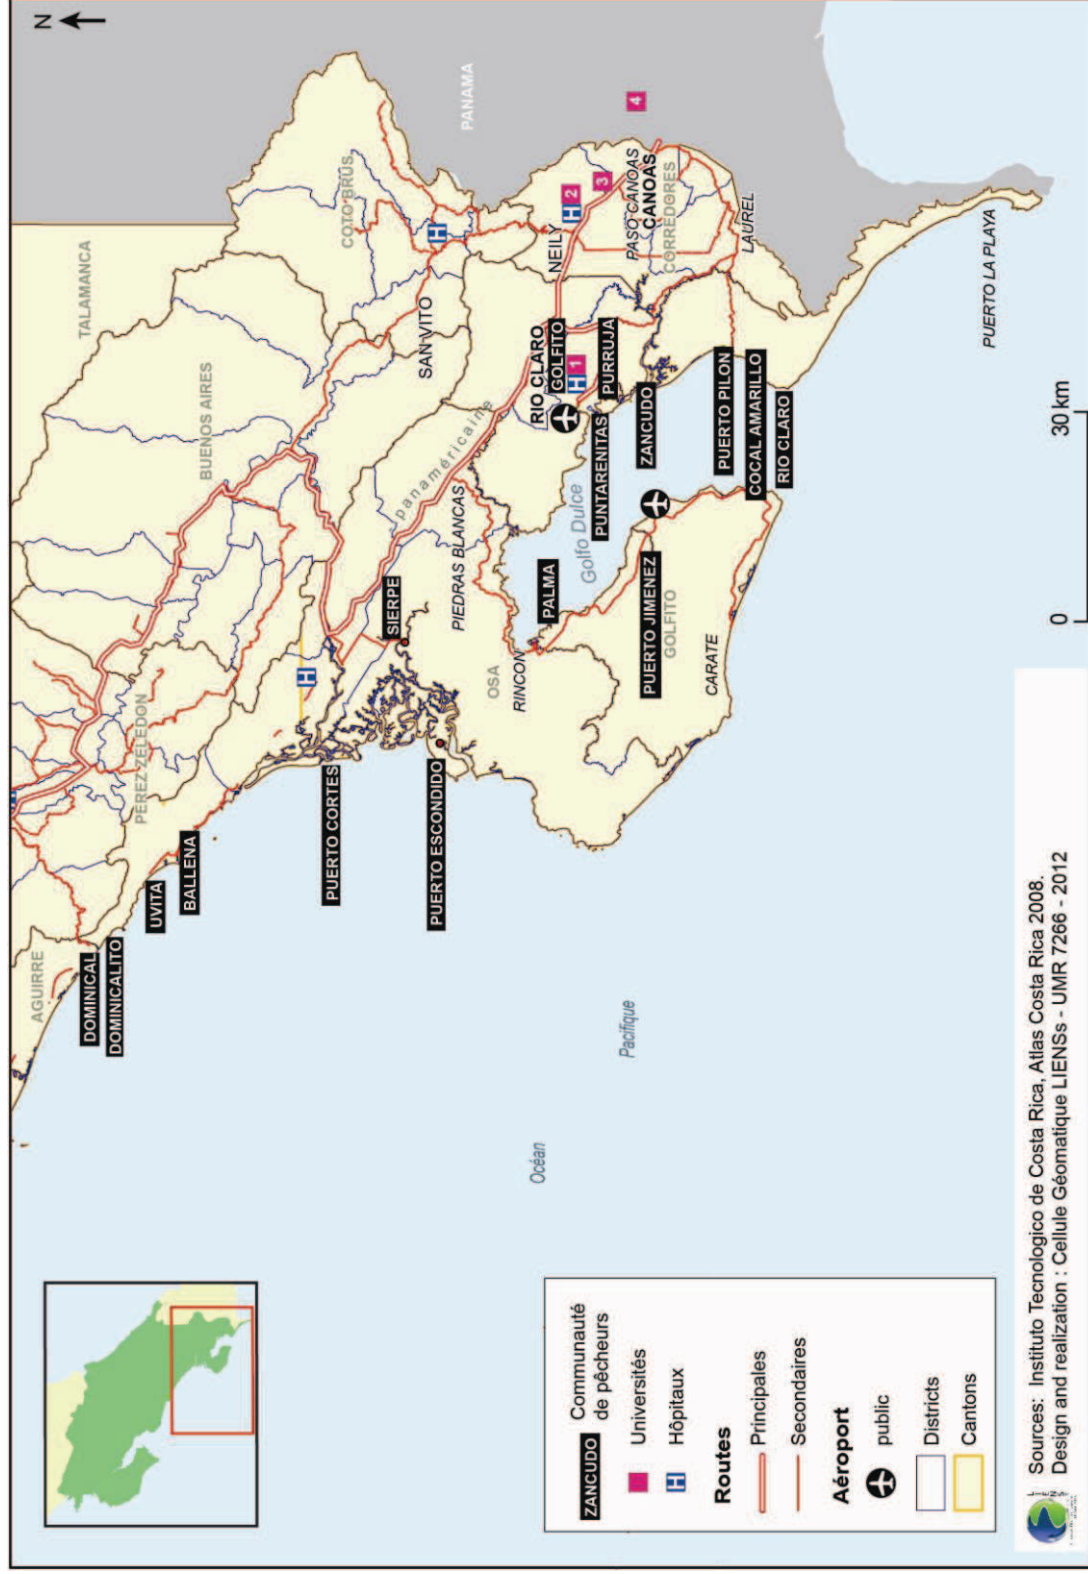 N
TALAMANCA
PANAMA
COTO BRUS
BUENOS AIRES
SAN VITO
PEREZ ZELEDON
AGUIRRE
DOMINICAL
DOMINICALITO
UVITA
BALLENA
PUERTO CORTES
H
SIERPE
PUERTO ESCONDIDO
panaméricaine
PIEDRAS BLANCAS
OSA
RINCON
PALMA
Golfo Dulce
RIO CLARO
GOLFITO
H
1
PURRUJA
PUNTARENITAS
ZANCUDO
NEILY
H
2
3
4
H
PASO CANOAS
CANOAS
CORREDORES
LAUREL
PUERTO JIMENEZ
GOLFITO
CARATE
PUERTO PILON
COCAL AMARILLO
RIO CLARO
PUERTO LA PLAYA
Océan
Pacifique
0
30 km
ZANCUDO
Communauté
de pêcheurs
Universités
H
Hôpitaux
Routes
Principales
Secondaires
Aéroport
public
Districts
Cantons
Sources: Instituto Tecnologico de Costa Rica, Atlas Costa Rica 2008.
Design and realization : Cellule Géomatique LIENSs - UMR 7266 - 2012